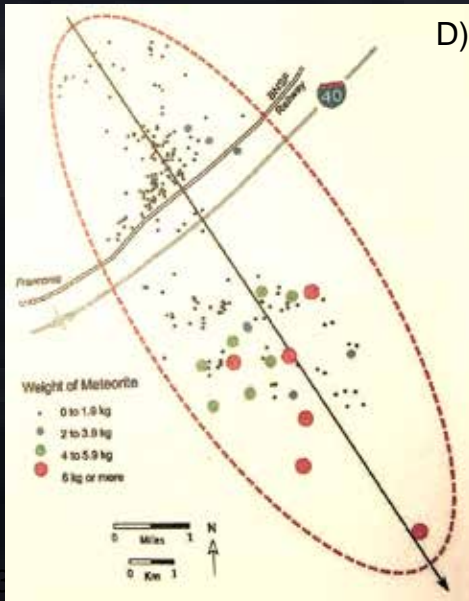 D)
BNSF
Railway
40
Franconia
Weight of Meteorite
0 to 1.9 kg
2 to 3.9 kg
4 to 5.9 kg
6 kg or more
0 Miles 1
N
0 Km 1